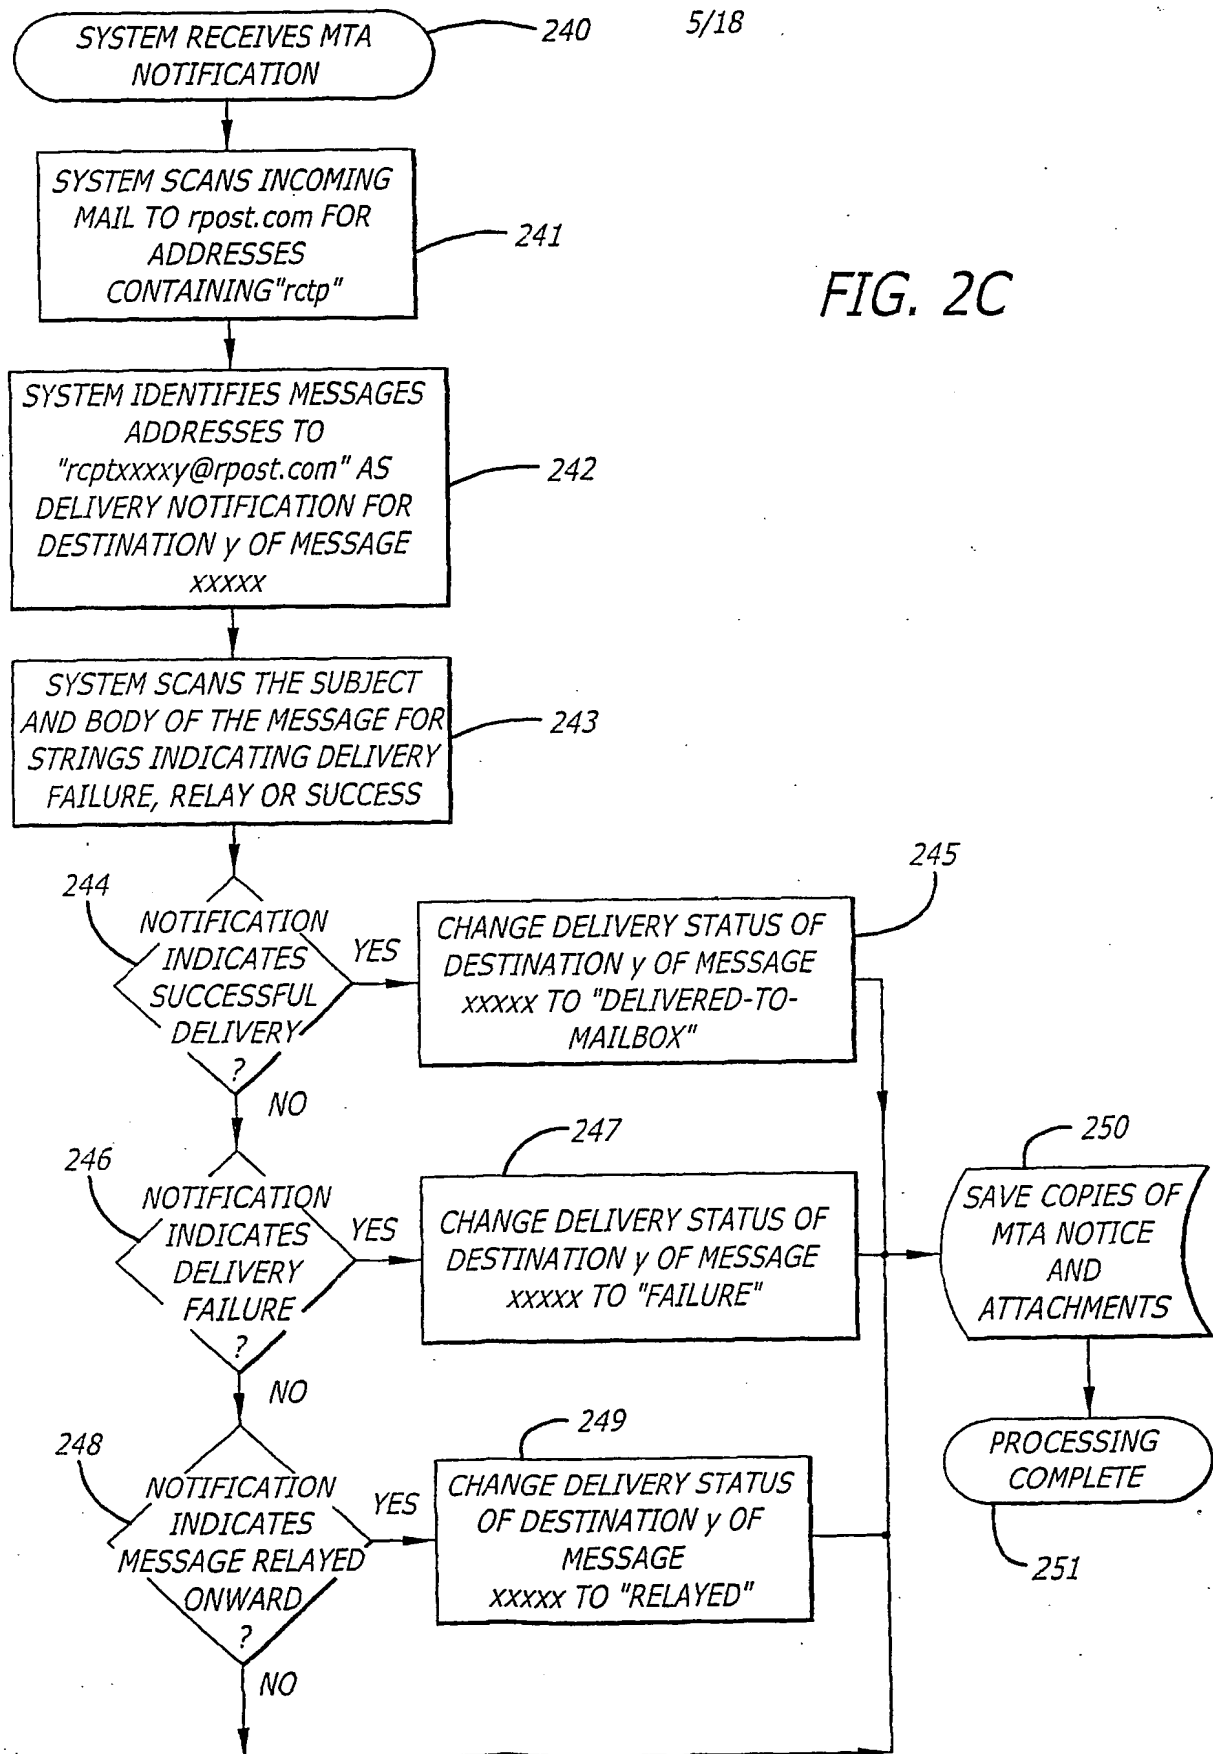 5/18
SYSTEM RECEIVES MTA
NOTIFICATION
240
SYSTEM SCANS INCOMING
MAIL TO rpost.com FOR
ADDRESSES
CONTAINING"rctp"
241
FIG. 2C
SYSTEM IDENTIFIES MESSAGES
ADDRESSES TO
"rcptxxxxy@rpost.com" AS
DELIVERY NOTIFICATION FOR
DESTINATION y OF MESSAGE
xxxxx
242
SYSTEM SCANS THE SUBJECT
AND BODY OF THE MESSAGE FOR
STRINGS INDICATING DELIVERY
FAILURE, RELAY OR SUCCESS
243
244
NOTIFICATION
INDICATES
SUCCESSFUL
DELIVERY
?
YES
NO
245
CHANGE DELIVERY STATUS OF
DESTINATION y OF MESSAGE
xxxxx TO "DELIVERED-TO-
MAILBOX"
246
NOTIFICATION
INDICATES
DELIVERY
FAILURE
?
YES
NO
247
CHANGE DELIVERY STATUS OF
DESTINATION y OF MESSAGE
xxxxx TO "FAILURE"
250
SAVE COPIES OF
MTA NOTICE
AND
ATTACHMENTS
248
NOTIFICATION
INDICATES
MESSAGE RELAYED
ONWARD
?
YES
NO
249
CHANGE DELIVERY STATUS
OF DESTINATION y OF
MESSAGE
xxxxx TO "RELAYED"
PROCESSING
COMPLETE
251